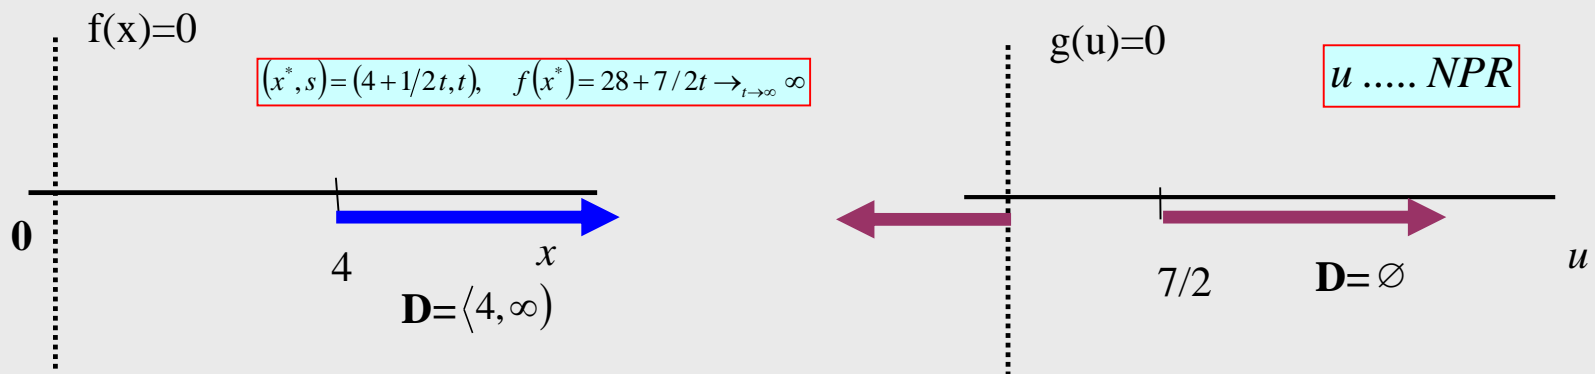 f(x)=0
(x*, s) = (4+1/2t, t), f(x*) = 28+7/2t →t→∞ ∞
0
4
x
D=⟨4,∞)
g(u)=0
u ..... NPR
7/2
D=∅
u